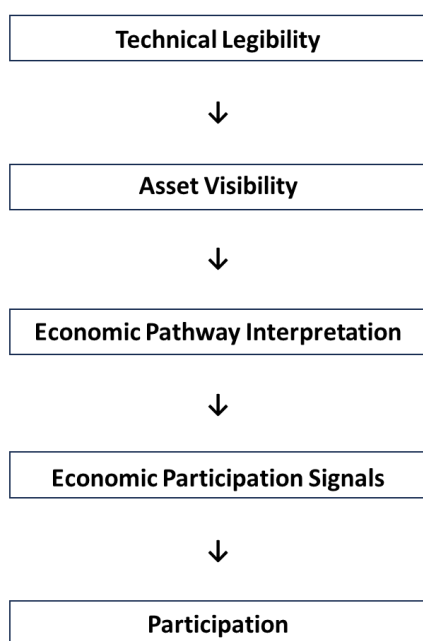 Technical Legibility
↓
Asset Visibility
↓
Economic Pathway Interpretation
↓
Economic Participation Signals
↓
Participation